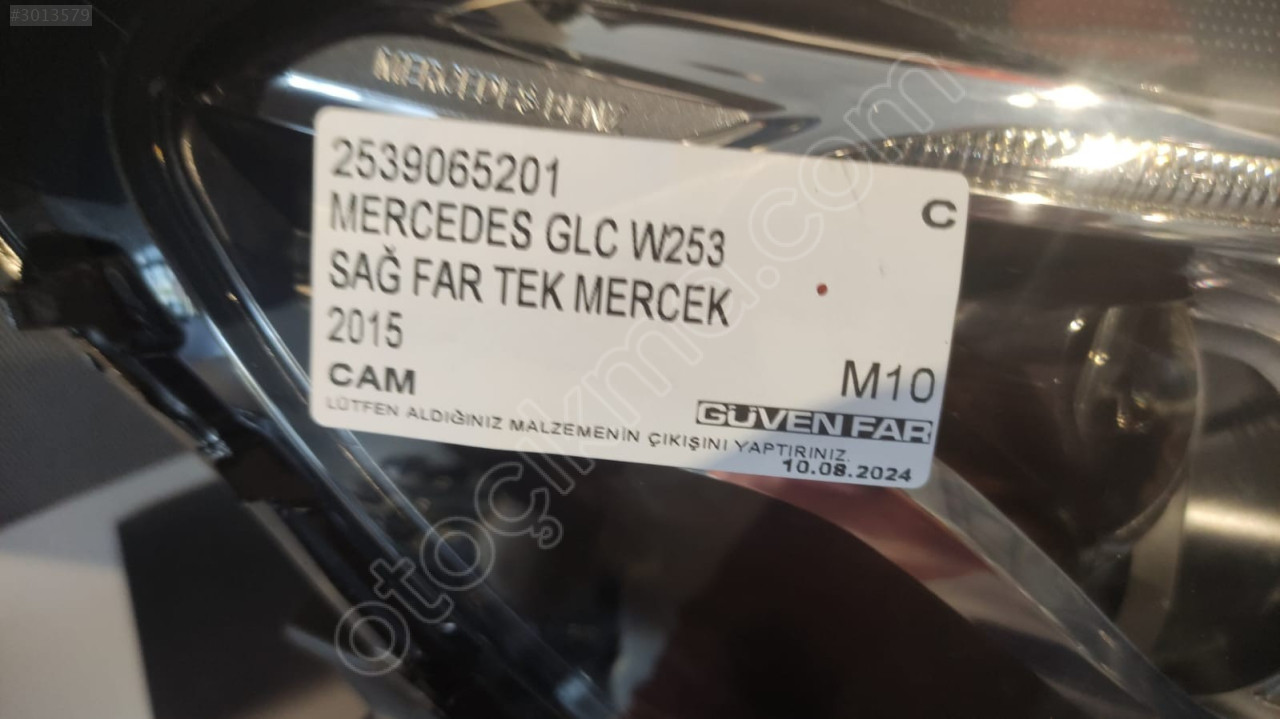 #3013579
MERCEDES BENZ
2539065201
C
MERCEDES GLC W253
SAĞ FAR TEK MERCEK
2015
M10
CAM
GÜVEN FAR
LÜTFEN ALDIĞINIZ MALZEMENİN ÇIKIŞINI YAPTIRINIZ.
10.08.2024
otoçıkma.com